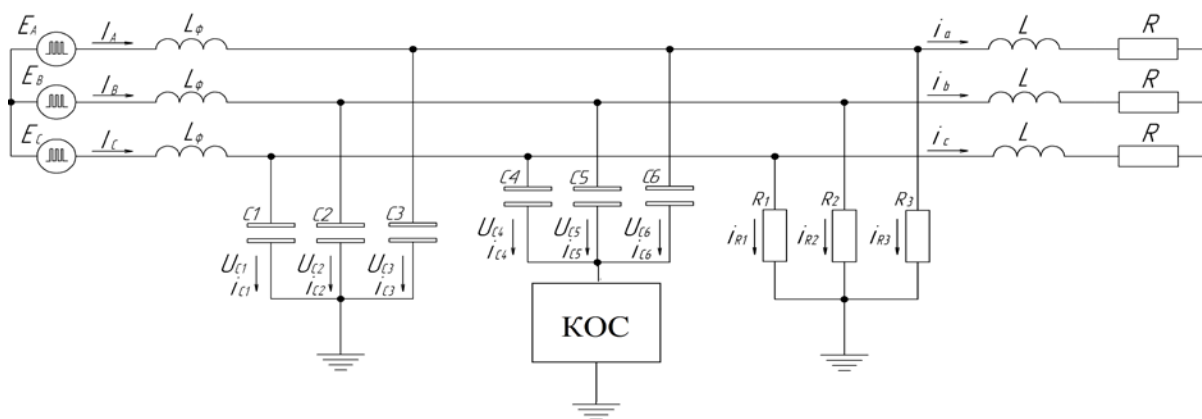 E_A I_A L_ф i_a L R
E_B I_B L_ф i_b L R
E_C I_C L_ф i_c L R
C1 C2 C3 C4 C5 C6 R1 R2 R3
U_C1 U_C2 U_C3 U_C4 U_C5 U_C6 i_R1 i_R2 i_R3
i_C1 i_C2 i_C3 i_C4 i_C5 i_C6
КОС